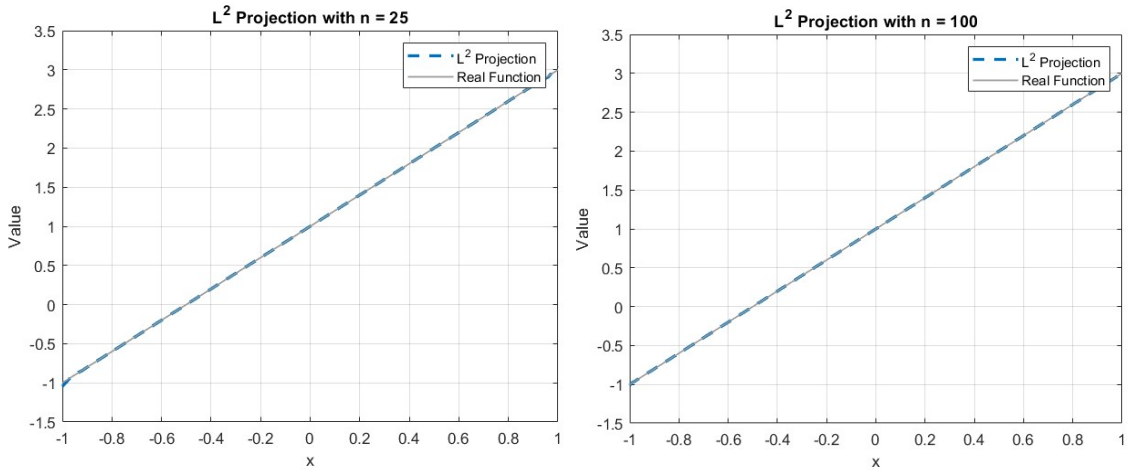 L² Projection with n = 25
3.5
3
2.5
2
1.5
1
0.5
0
-0.5
-1
-1.5
Value
L² Projection
Real Function
-1 -0.8 -0.6 -0.4 -0.2 0 0.2 0.4 0.6 0.8 1
x
L² Projection with n = 100
3.5
3
2.5
2
1.5
1
0.5
0
-0.5
-1
-1.5
Value
L² Projection
Real Function
-1 -0.8 -0.6 -0.4 -0.2 0 0.2 0.4 0.6 0.8 1
x